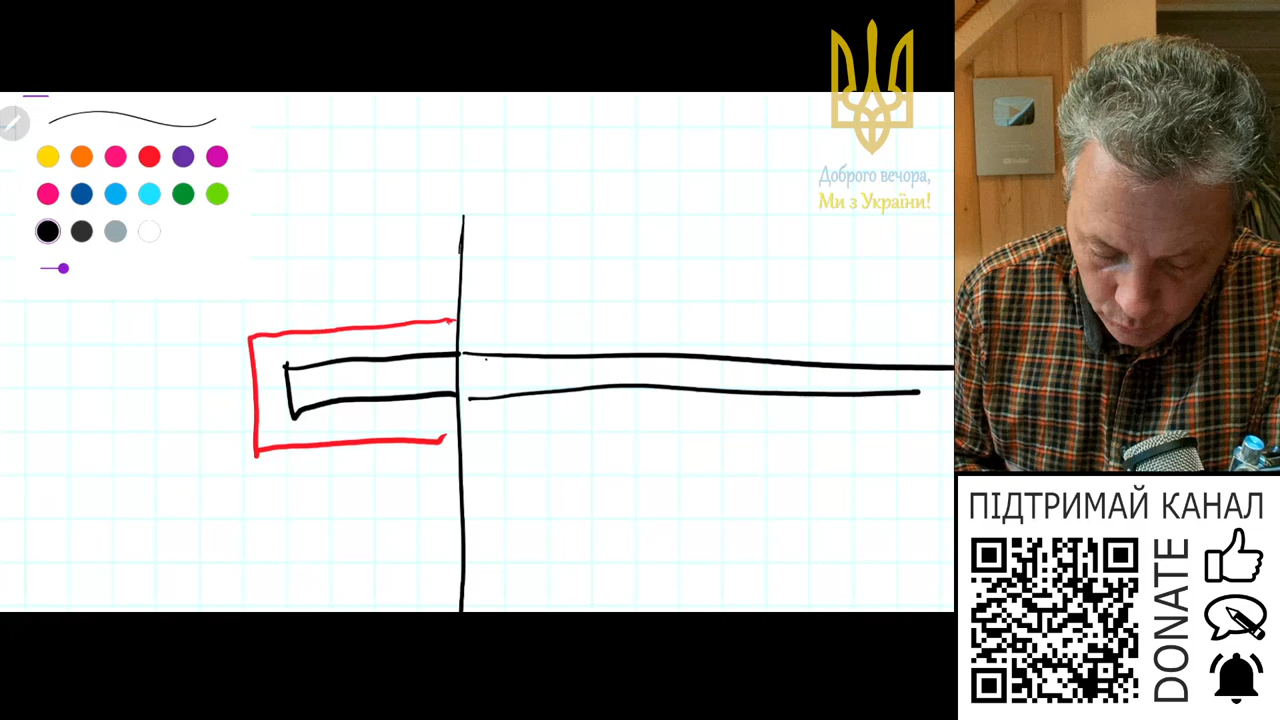 Доброго вечора,
Ми з України!
ПІДТРИМАЙ КАНАЛ
DONATE